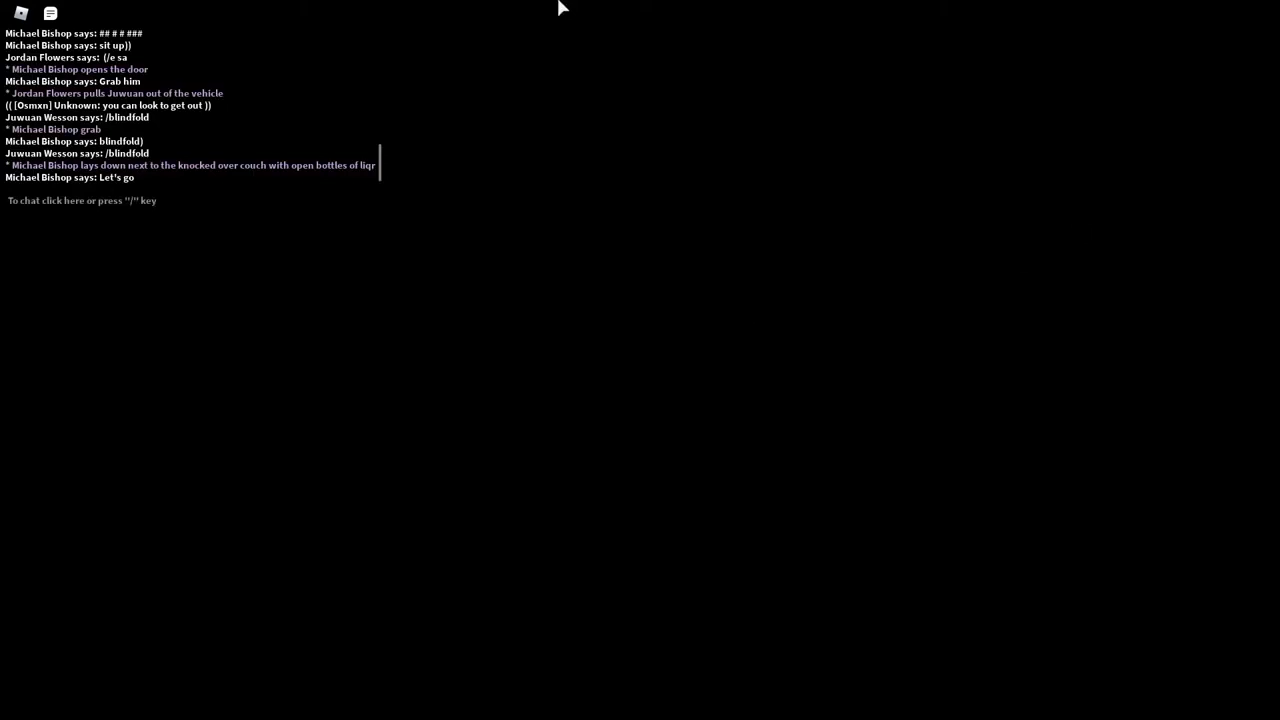 Michael Bishop says: ## # # ###
Michael Bishop says: sit up))
Jordan Flowers says:  (/e sa
* Michael Bishop opens the door
Michael Bishop says: Grab him
* Jordan Flowers pulls Juwuan out of the vehicle
(( [Osmxn] Unknown: you can look to get out ))
Juwuan Wesson says: /blindfold
* Michael Bishop grab
Michael Bishop says: blindfold)
Juwuan Wesson says: /blindfold
* Michael Bishop lays down next to the knocked over couch with open bottles of liqr
Michael Bishop says: Let's go
To chat click here or press "/" key